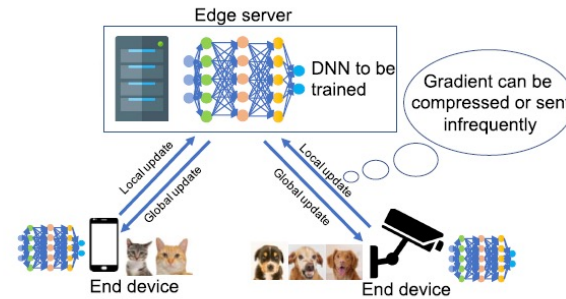 Edge server
DNN to be
trained
Gradient can be
compressed or sent
infrequently
Local update
Global update
Local update
Global update
End device
End device